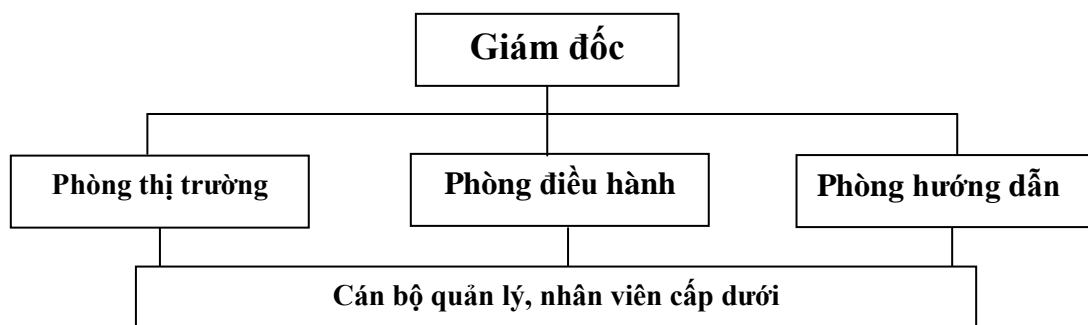 Giám đốc
Phòng thị trường
Phòng điều hành
Phòng hướng dẫn
Cán bộ quản lý, nhân viên cấp dưới